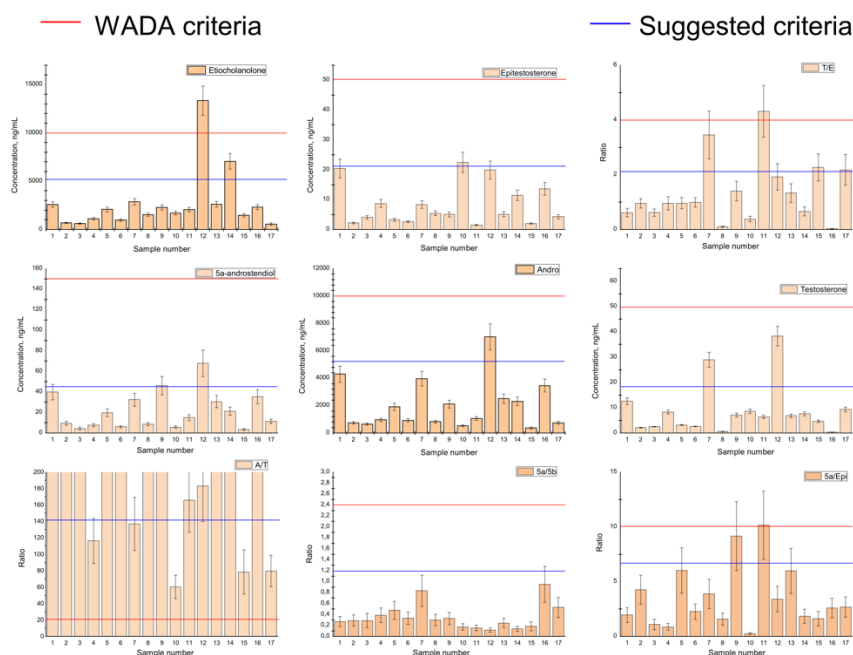 WADA criteria
Suggested criteria
Etiocholanolone
Concentration, ng/mL
15000
10000
5000
0
1 2 3 4 5 6 7 8 9 10 11 12 13 14 15 16 17
Sample number
Epitestosterone
Concentration, ng/mL
50
40
30
20
10
0
1 2 3 4 5 6 7 8 9 10 11 12 13 14 15 16 17
Sample number
T/E
Ratio
6
4
2
0
1 2 3 4 5 6 7 8 9 10 11 12 13 14 15 16 17
Sample number
5a-androstendiol
Concentration, ng/mL
160
140
120
100
80
60
40
20
0
1 2 3 4 5 6 7 8 9 10 11 12 13 14 15 16 17
Sample number
Andro
Concentration, ng/mL
12000
10000
8000
6000
4000
2000
0
1 2 3 4 5 6 7 8 9 10 11 12 13 14 15 16 17
Sample number
Testosterone
Concentration, ng/mL
60
50
40
30
20
10
0
1 2 3 4 5 6 7 8 9 10 11 12 13 14 15 16 17
Sample number
A/T
Ratio
200
180
160
140
120
100
80
60
40
20
0
1 2 3 4 5 6 7 8 9 10 11 12 13 14 15 16 17
Sample number
5a/5b
Ratio
3,0
2,8
2,6
2,4
2,2
2,0
1,8
1,6
1,4
1,2
1,0
0,8
0,6
0,4
0,2
0,0
1 2 3 4 5 6 7 8 9 10 11 12 13 14 15 16 17
Sample number
5a/Epi
Ratio
15
10
5
0
1 2 3 4 5 6 7 8 9 10 11 12 13 14 15 16 17
Sample number